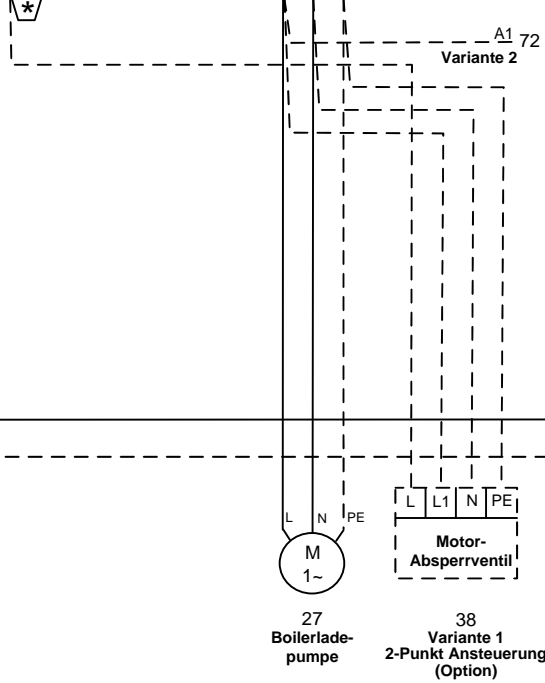 *
A1 72
Variante 2
L L1 N PE
L N PE
Motor-
Absperrventil
M
1~
27
Boilerlade-
pumpe
38
Variante 1
2-Punkt Ansteuerung
(Option)